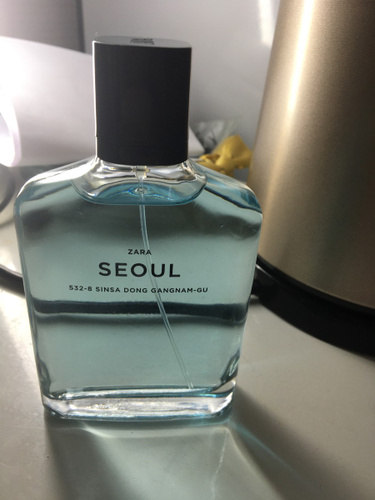 ZARA
SEOUL
532-8 SINSA DONG GANGNAM-GU